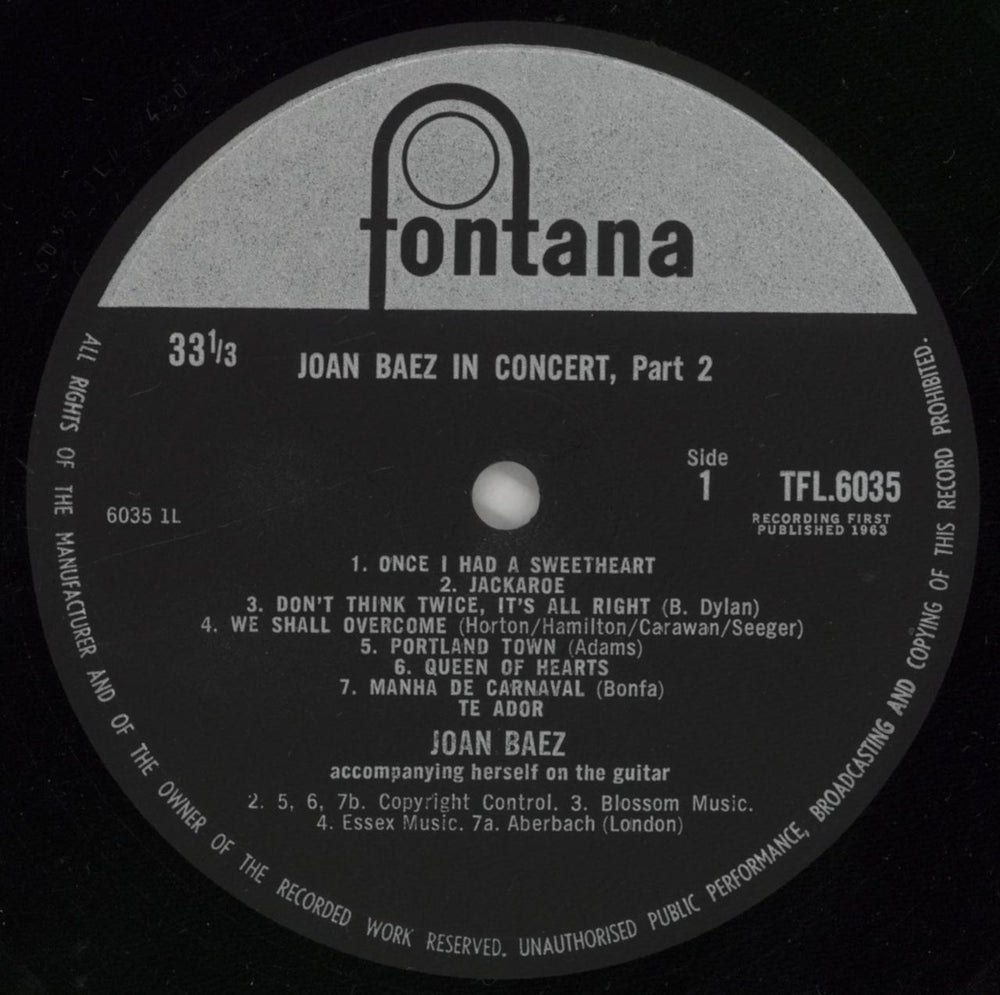 fontana
33 1/3
JOAN BAEZ IN CONCERT, Part 2
Side
1
TFL.6035
6035 1L
RECORDING FIRST
PUBLISHED 1963
1. ONCE I HAD A SWEETHEART
2. JACKAROE
3. DON'T THINK TWICE, IT'S ALL RIGHT (B. Dylan)
4. WE SHALL OVERCOME (Horton/Hamilton/Carawan/Seeger)
5. PORTLAND TOWN (Adams)
6. QUEEN OF HEARTS
7. MANHA DE CARNAVAL (Bonfa)
TE ADOR
JOAN BAEZ
accompanying herself on the guitar
2. 5, 6, 7b. Copyright Control. 3. Blossom Music.
4. Essex Music. 7a. Aberbach (London)
ALL RIGHTS OF THE MANUFACTURER AND OF THE OWNER OF THE RECORDED WORK RESERVED. UNAUTHORISED PUBLIC PERFORMANCE, BROADCASTING AND COPYING OF THIS RECORD PROHIBITED.